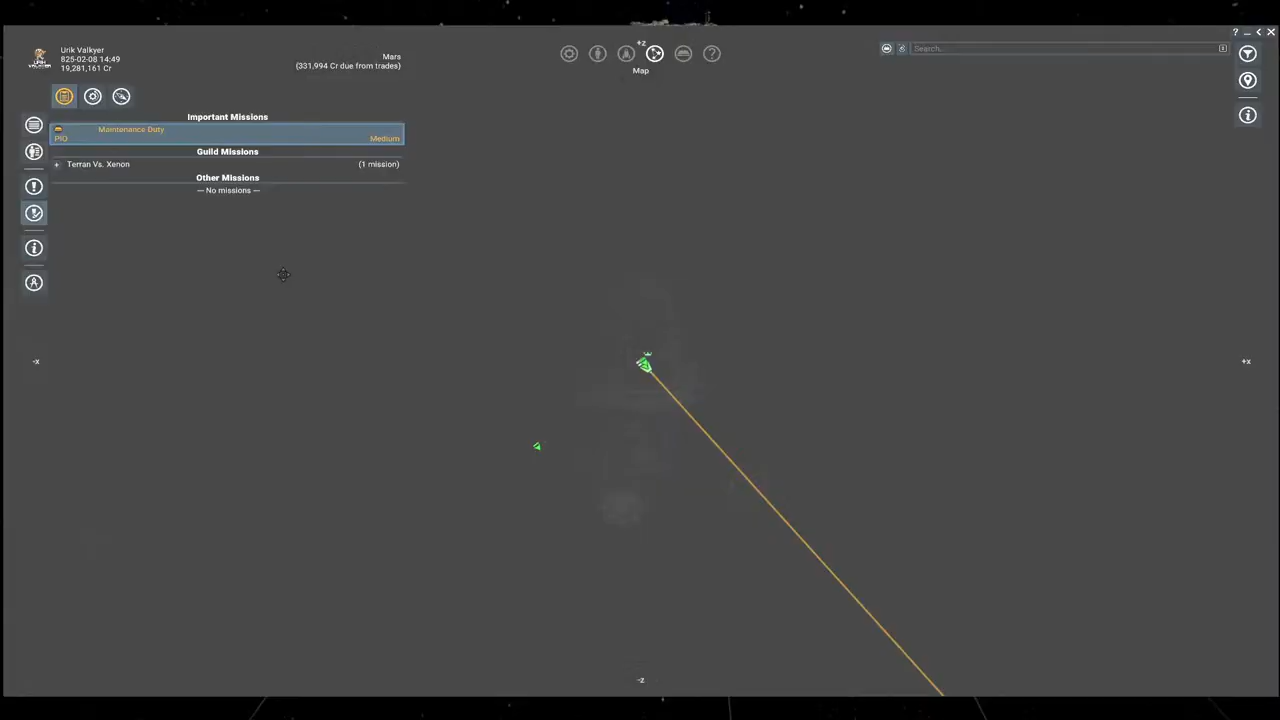 Urik Valkyer
825-02-08 14:49
19,281,161 Cr
Mars
(331,994 Cr due from trades)
+z
Map
Search...
?
Important Missions
Maintenance Duty
PIO Medium
Guild Missions
+ Terran Vs. Xenon (1 mission)
Other Missions
— No missions —
-x
+x
-z